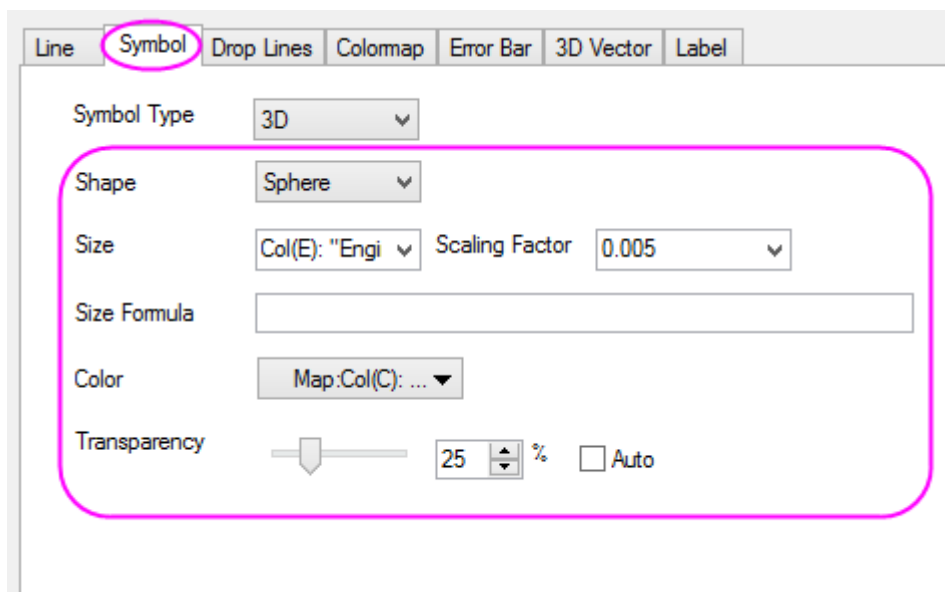 Line Symbol Drop Lines Colormap Error Bar 3D Vector Label
Symbol Type 3D
Shape Sphere
Size Col(E): "Engi Scaling Factor 0.005
Size Formula
Color Map:Col(C): ...
Transparency 25 % Auto